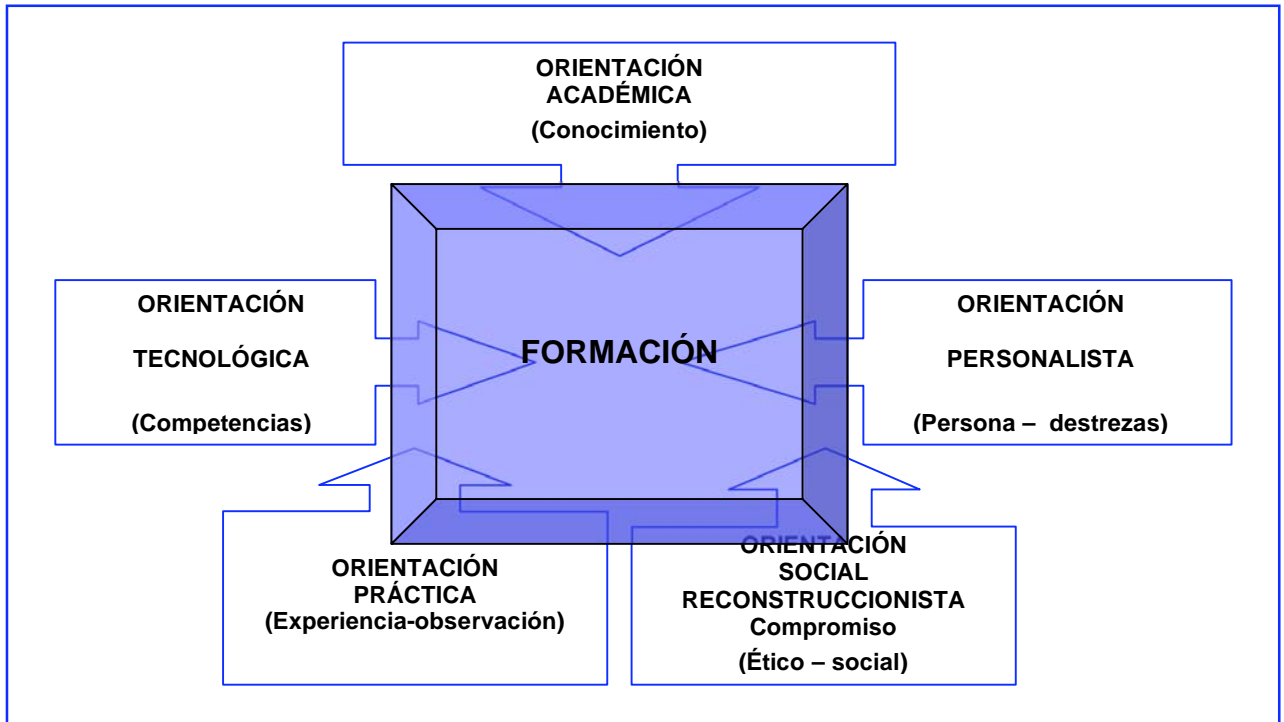 ORIENTACIÓN
ACADÉMICA
(Conocimiento)
ORIENTACIÓN
TECNOLÓGICA
(Competencias)
FORMACIÓN
ORIENTACIÓN
PERSONALISTA
(Persona – destrezas)
ORIENTACIÓN
PRÁCTICA
(Experiencia-observación)
ORIENTACIÓN
SOCIAL
RECONSTRUCCIONISTA
Compromiso
(Ético – social)